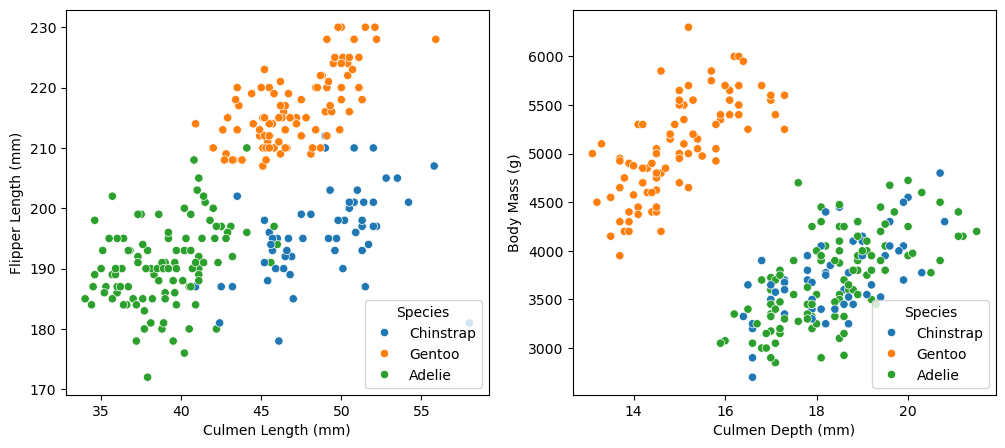 230
220
210
200
190
180
170
35
40
45
50
55
Flipper Length (mm)
Culmen Length (mm)
Species
Chinstrap
Gentoo
Adelie
6000
5500
5000
4500
4000
3500
3000
14
16
18
20
Body Mass (g)
Culmen Depth (mm)
Species
Chinstrap
Gentoo
Adelie